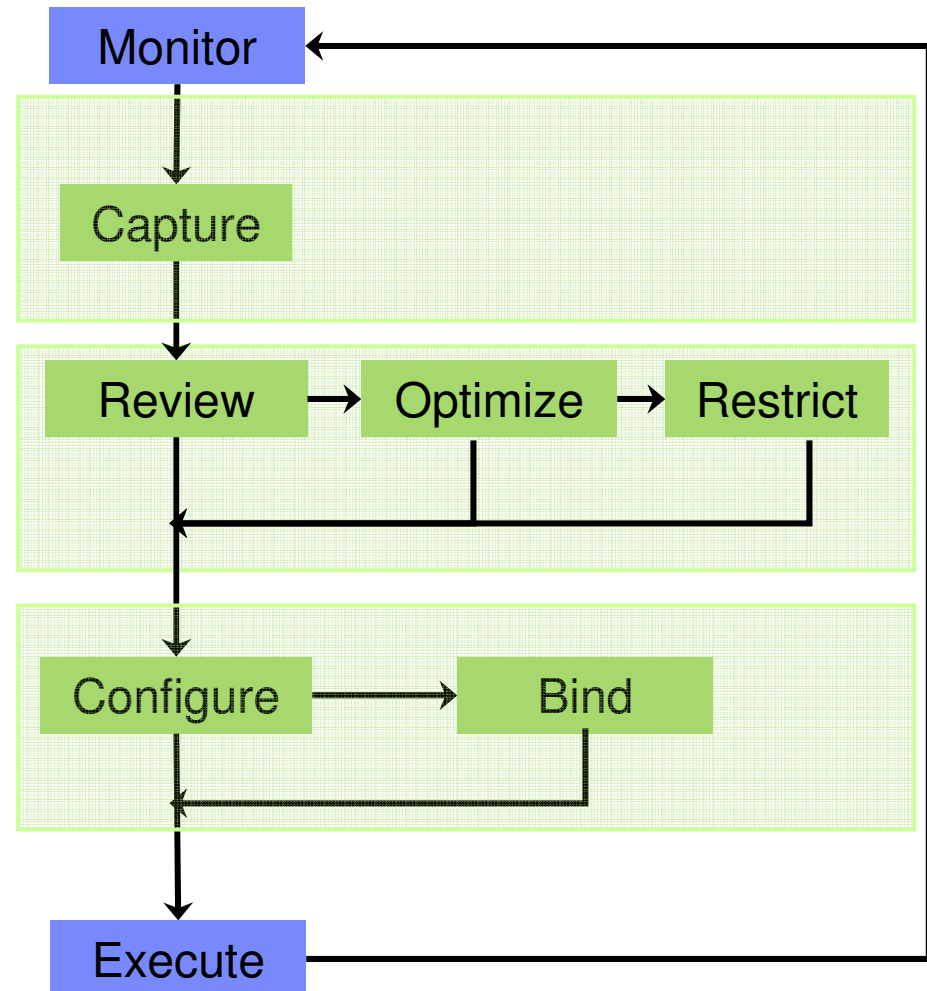 Monitor
Capture
Review
Optimize
Restrict
Configure
Bind
Execute